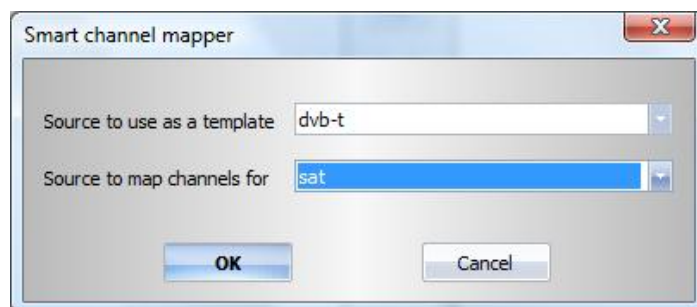 Smart channel mapper
Source to use as a template dvb-t
Source to map channels for sat
OK Cancel